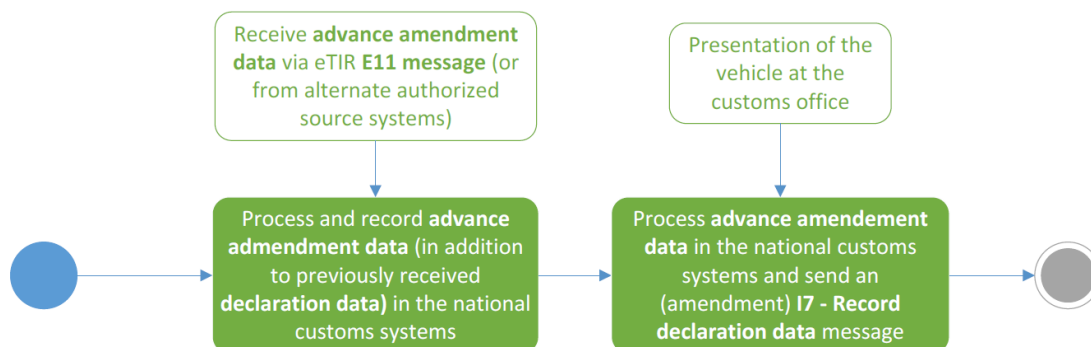 Receive advance amendment
data via eTIR E11 message (or
from alternate authorized
source systems)
Presentation of the
vehicle at the
customs office
Process and record advance
admendment data (in addition
to previously received
declaration data) in the national
customs systems
Process advance amendement
data in the national customs
systems and send an
(amendment) I7 - Record
declaration data message